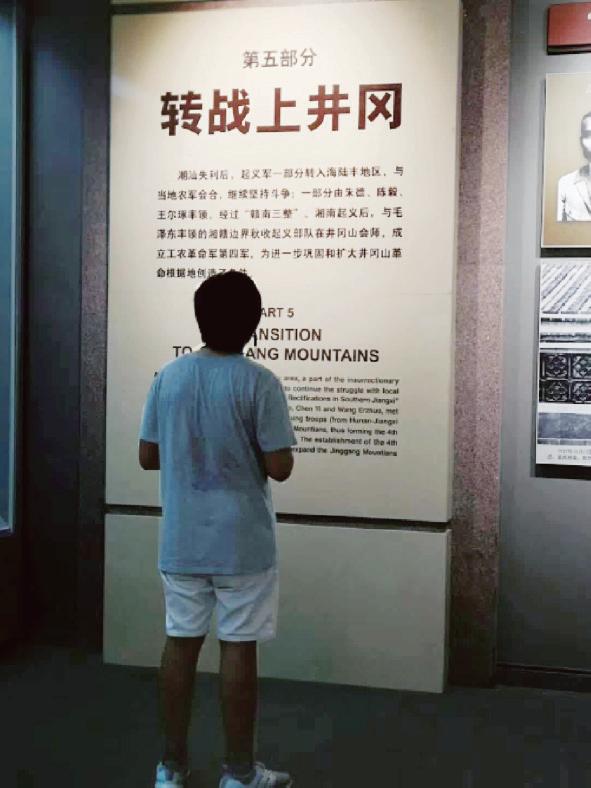 第五部分
转战上井冈
潮汕失利后，起义军一部分转入海陆丰地区，与
当地农军会合，继续坚持斗争；一部分由朱德、陈毅、
王尔琢率领，经过“赣南三整”、湘南起义后，与毛
泽东率领的湘赣边界秋收起义部队在井冈山会师，成
立工农革命军第四军，为进一步巩固和扩大井冈山革
命根据地创造了条件
ART 5
ANSITION
TO ANG MOUNTAINS
area, a part of the insurrectionary
to continue the struggle with local
Rectifications in Southern Jiangxi"
Chen Yi and Wang Erzhuo, met
troops (from Hunan-Jiangxi
Mountains, thus forming the 4th
The establishment of the 4th
expand the Jinggang Mountains